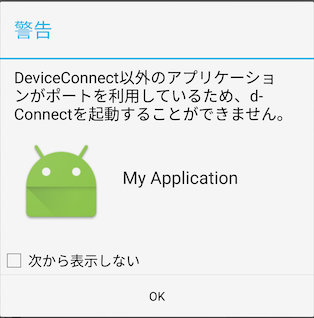 警告
DeviceConnect以外のアプリケーショ
ンがポートを利用しているため、d-
Connectを起動することができません。
My Application
次から表示しない
OK